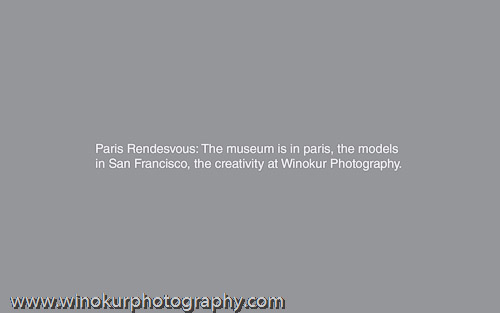 Paris Rendesvous: The museum is in paris, the models
in San Francisco, the creativity at Winokur Photography.
www.winokurphotography.com